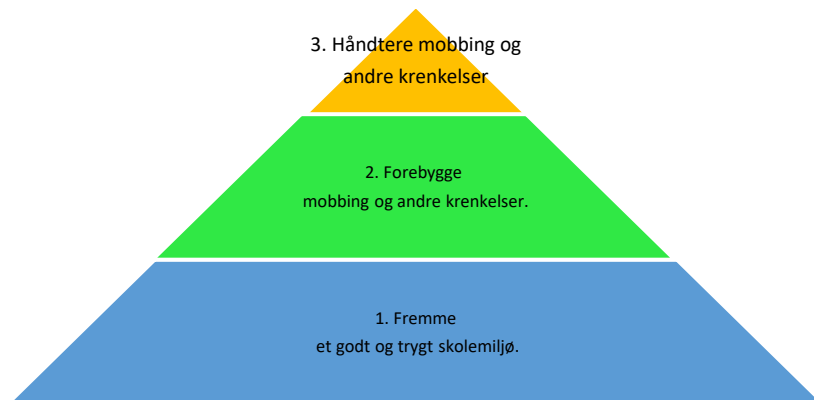 3. Håndtere mobbing og
andre krenkelser
2. Forebygge
mobbing og andre krenkelser.
1. Fremme
et godt og trygt skolemiljø.